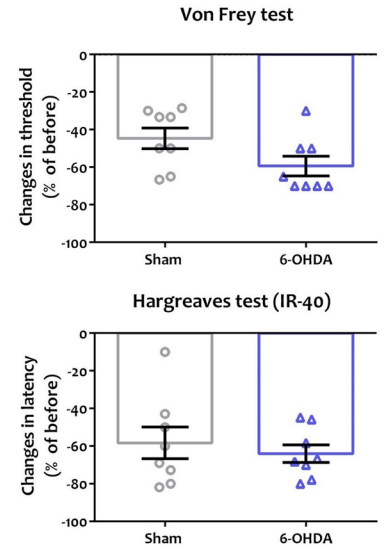 Von Frey test
Changes in threshold
(% of before)
0
-20
-40
-60
-80
-100
Sham
6-OHDA
Hargreaves test (IR-40)
Changes in latency
(% of before)
0
-20
-40
-60
-80
-100
Sham
6-OHDA